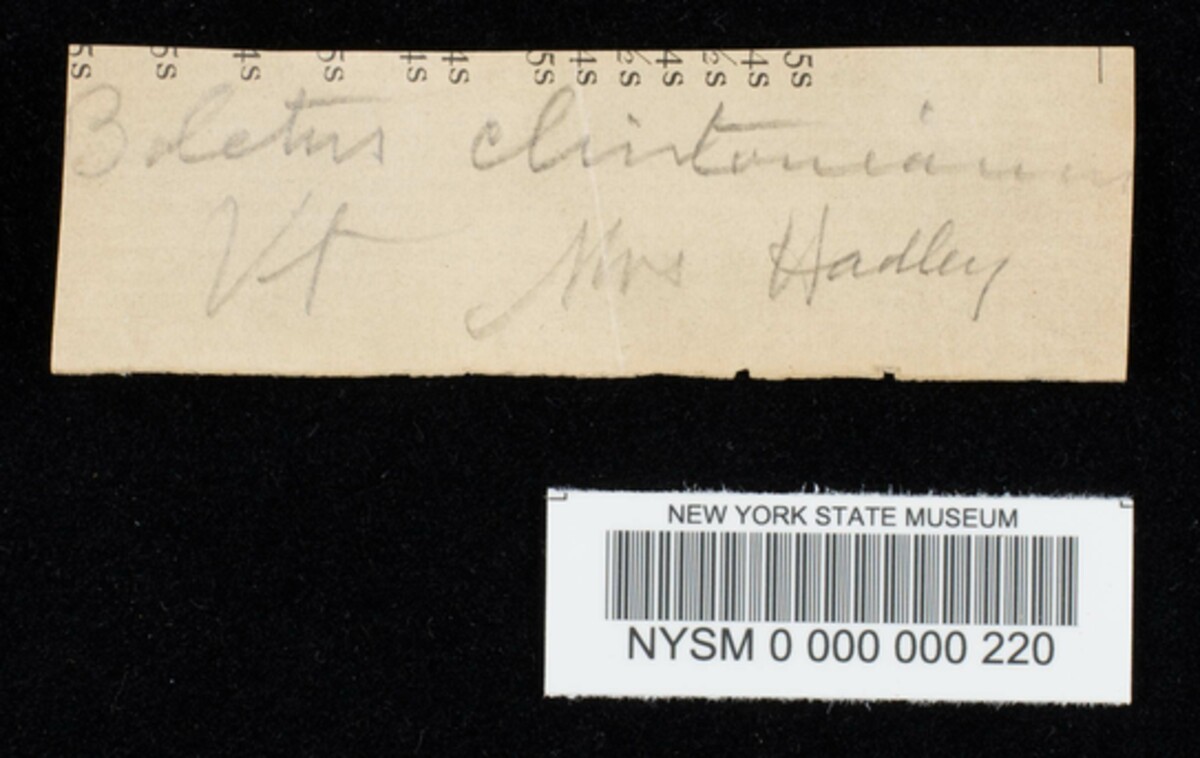 5s 5s 4s 5s 4s 4s 5s 4s ½s 4s ½s 4s 5s
Boletus clintonianus
Vt Mrs Hadley
NEW YORK STATE MUSEUM
NYSM 0 000 000 220